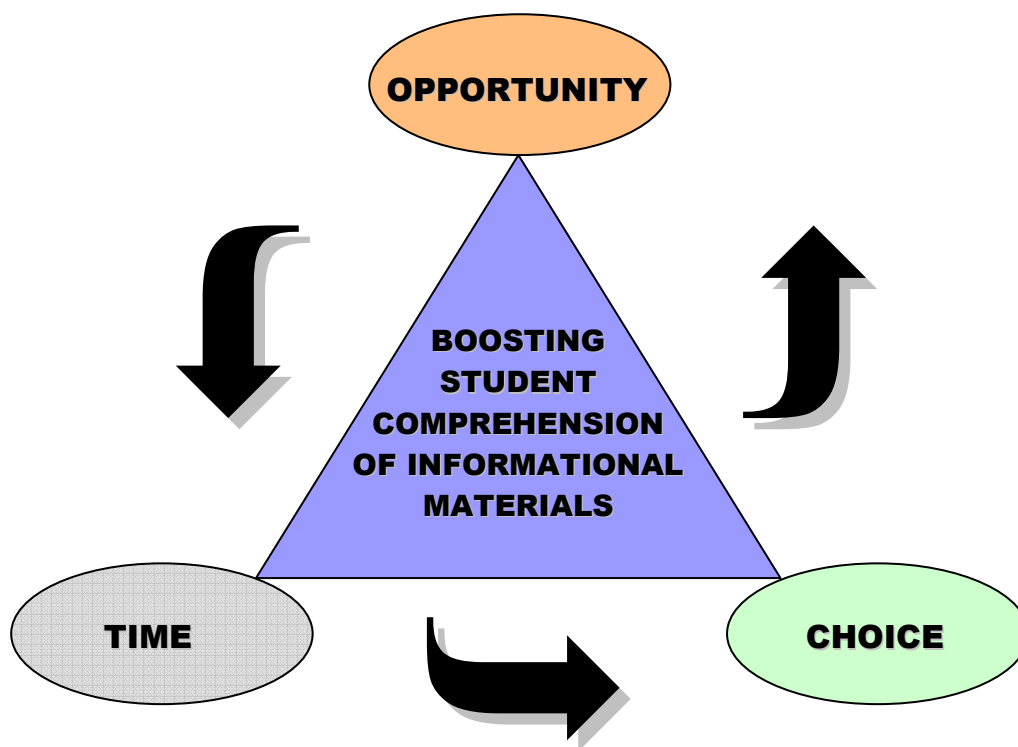 OPPORTUNITY
BOOSTING
STUDENT
COMPREHENSION
OF INFORMATIONAL
MATERIALS
TIME
CHOICE